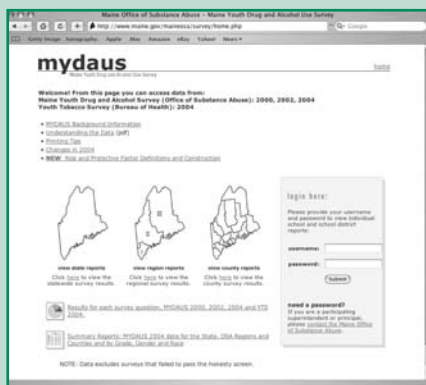 Maine Office of Substance Abuse – Maine Youth Drug and Alcohol Use Survey
http://www.maine.gov/maineosa/survey/home.php
Google
Getty Image
Apple
.Mac
Amazon
eBay
Yahoo!
News
mydaus
Maine Youth Drug and Alcohol Use Survey
home
Welcome! From this page you can access data from:
Maine Youth Drug and Alcohol Survey (Office of Substance Abuse): 2000, 2002, 2004
Youth Tobacco Survey (Bureau of Health): 2004
• MYDAUS Background Information
• Understanding the Data (pdf)
• Printing Tips
• Changes in 2004
• NEW Risk and Protective Factor Definitions and Construction
view state reports
Click here to view the
statewide survey results.
view region reports
Click here to view the
regional survey results.
view county reports
Click here to view the
county survey results.
login here:
Please provide your username
and password to view individual
school and school district
reports:
username:
password:
Submit
need a password?
If you are a participating
superintendent or principal,
please contact the Maine Office
of Substance Abuse.
Results for each survey question, MYDAUS 2000, 2002, 2004 and YTS
2004.
Summary Reports: MYDAUS 2004 data for the State, OSA Regions and
Counties and by Grade, Gender and Race
NOTE: Data excludes surveys that failed to pass the honesty screen.